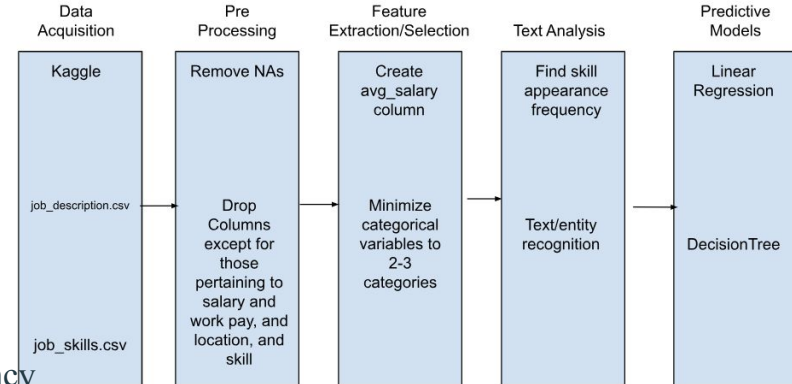 Data
Acquisition
Pre
Processing
Feature
Extraction/Selection
Text Analysis
Predictive
Models
Kaggle
job_description.csv
job_skills.csv
Remove NAs
Drop
Columns
except for
those
pertaining to
salary and
work pay, and
location, and
skill
Create
avg_salary
column
Minimize
categorical
variables to
2-3
categories
Find skill
appearance
frequency
Text/entity
recognition
Linear
Regression
DecisionTree